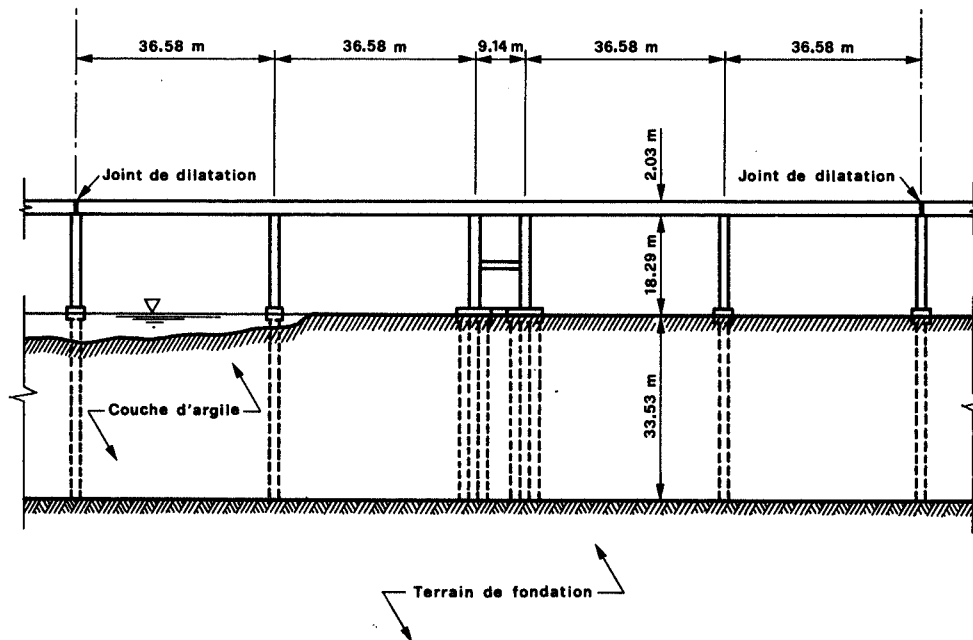 36.58 m
36.58 m
9.14 m
36.58 m
36.58 m
2.03 m
Joint de dilatation
Joint de dilatation
18.29 m
Couche d'argile
33.53 m
Terrain de fondation